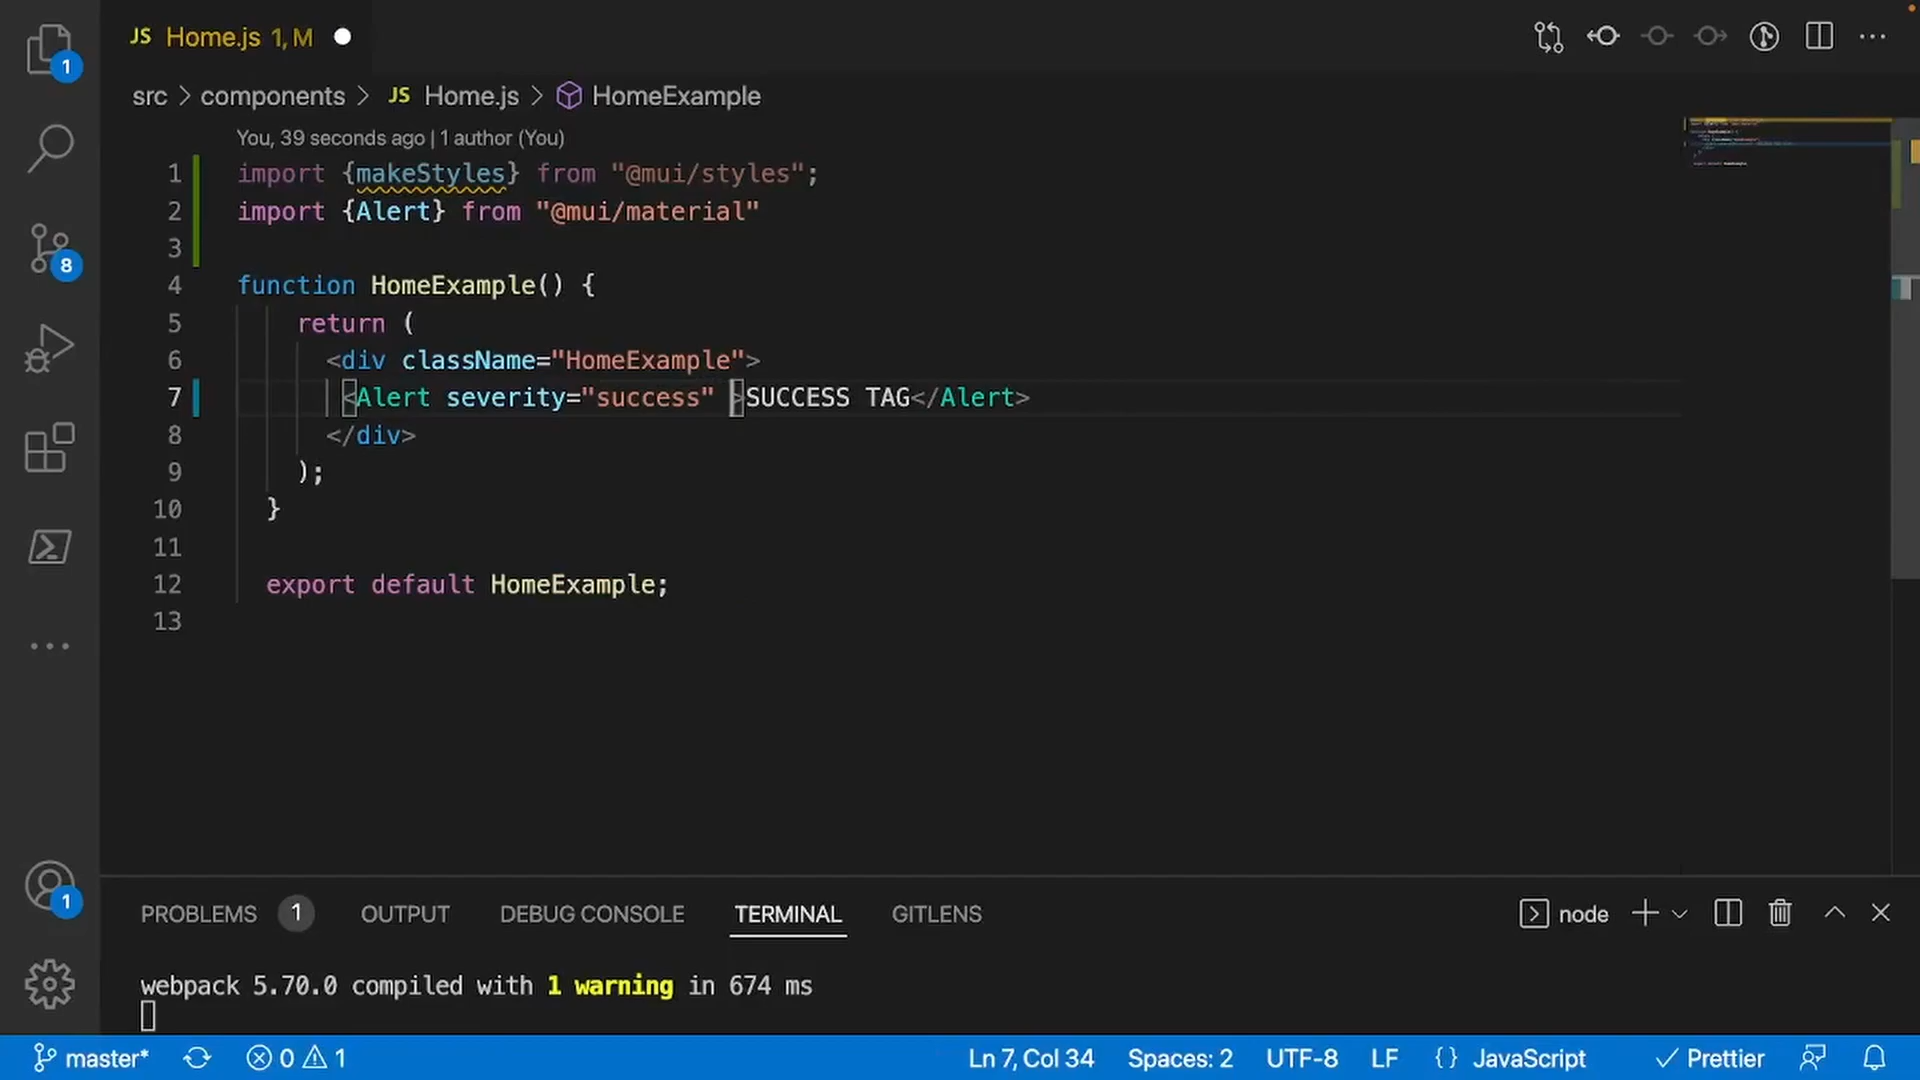 JS Home.js 1, M
src > components > JS Home.js > HomeExample
You, 39 seconds ago | 1 author (You)
1 import {makeStyles} from "@mui/styles";
2 import {Alert} from "@mui/material"
3
4 function HomeExample() {
5 return (
6 <div className="HomeExample">
7 <Alert severity="success" >SUCCESS TAG</Alert>
8 </div>
9 );
10 }
11
12 export default HomeExample;
13
1
8
1
PROBLEMS 1 OUTPUT DEBUG CONSOLE TERMINAL GITLENS node
webpack 5.70.0 compiled with 1 warning in 674 ms
master* 0 1 Ln 7, Col 34 Spaces: 2 UTF-8 LF {} JavaScript Prettier